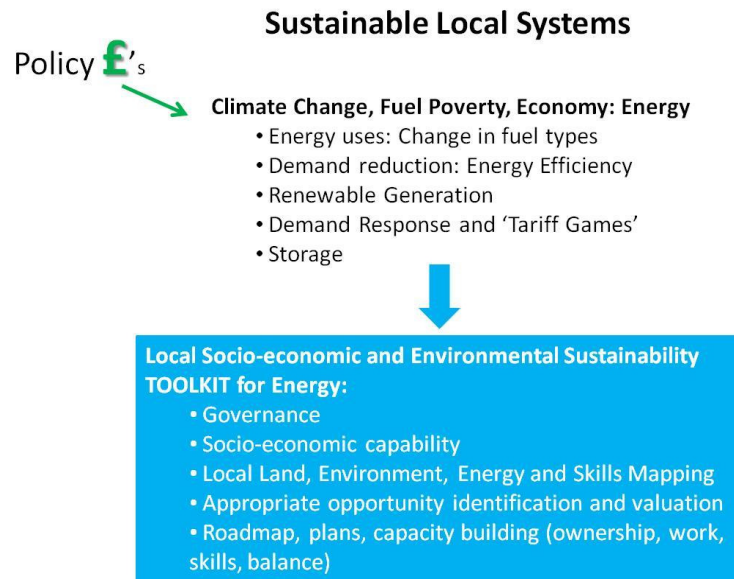 Sustainable Local Systems
Policy £'s
Climate Change, Fuel Poverty, Economy: Energy
• Energy uses: Change in fuel types
• Demand reduction: Energy Efficiency
• Renewable Generation
• Demand Response and ‘Tariff Games’
• Storage
Local Socio-economic and Environmental Sustainability
TOOLKIT for Energy:
• Governance
• Socio-economic capability
• Local Land, Environment, Energy and Skills Mapping
• Appropriate opportunity identification and valuation
• Roadmap, plans, capacity building (ownership, work,
skills, balance)